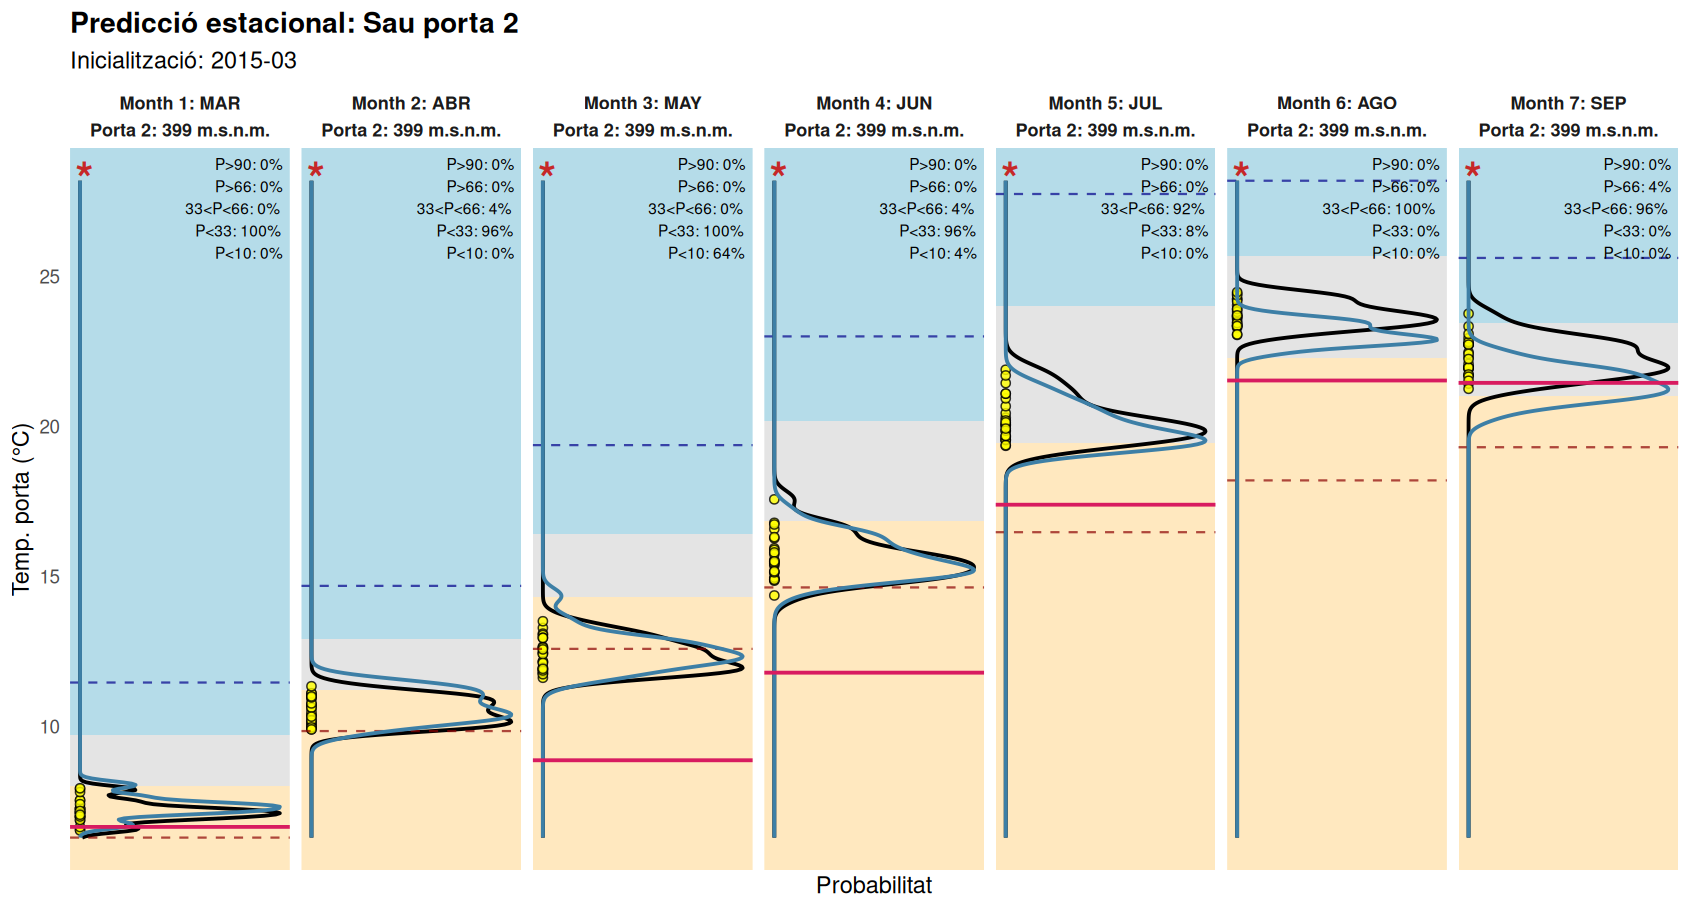 Predicció estacional: Sau porta 2
Inicialització: 2015-03
Month 1: MAR
Porta 2: 399 m.s.n.m.
Month 2: ABR
Porta 2: 399 m.s.n.m.
Month 3: MAY
Porta 2: 399 m.s.n.m.
Month 4: JUN
Porta 2: 399 m.s.n.m.
Month 5: JUL
Porta 2: 399 m.s.n.m.
Month 6: AGO
Porta 2: 399 m.s.n.m.
Month 7: SEP
Porta 2: 399 m.s.n.m.
*
P>90: 0%
P>66: 0%
33<P<66: 0%
P<33: 100%
P<10: 0%
*
P>90: 0%
P>66: 0%
33<P<66: 4%
P<33: 96%
P<10: 0%
*
P>90: 0%
P>66: 0%
33<P<66: 0%
P<33: 100%
P<10: 64%
*
P>90: 0%
P>66: 0%
33<P<66: 4%
P<33: 96%
P<10: 4%
*
P>90: 0%
P>66: 0%
33<P<66: 92%
P<33: 8%
P<10: 0%
*
P>90: 0%
P>66: 0%
33<P<66: 100%
P<33: 0%
P<10: 0%
*
P>90: 0%
P>66: 4%
33<P<66: 96%
P<33: 0%
P<10: 0%
25
20
15
10
Temp. porta (°C)
Probabilitat